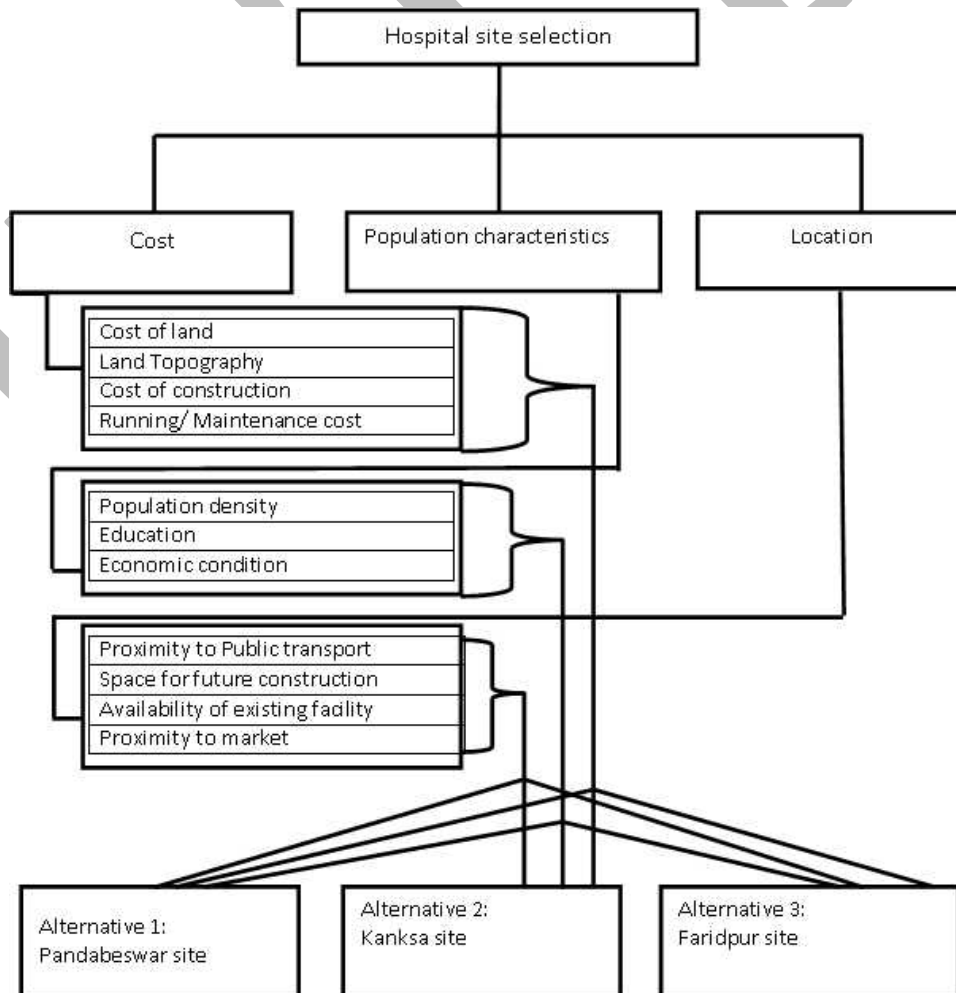 Hospital site selection
Cost
Population characteristics
Location
Cost of land
Land Topography
Cost of construction
Running/ Maintenance cost
Population density
Education
Economic condition
Proximity to Public transport
Space for future construction
Availability of existing facility
Proximity to market
Alternative 1:
Pandabeswar site
Alternative 2:
Kanksa site
Alternative 3:
Faridpur site